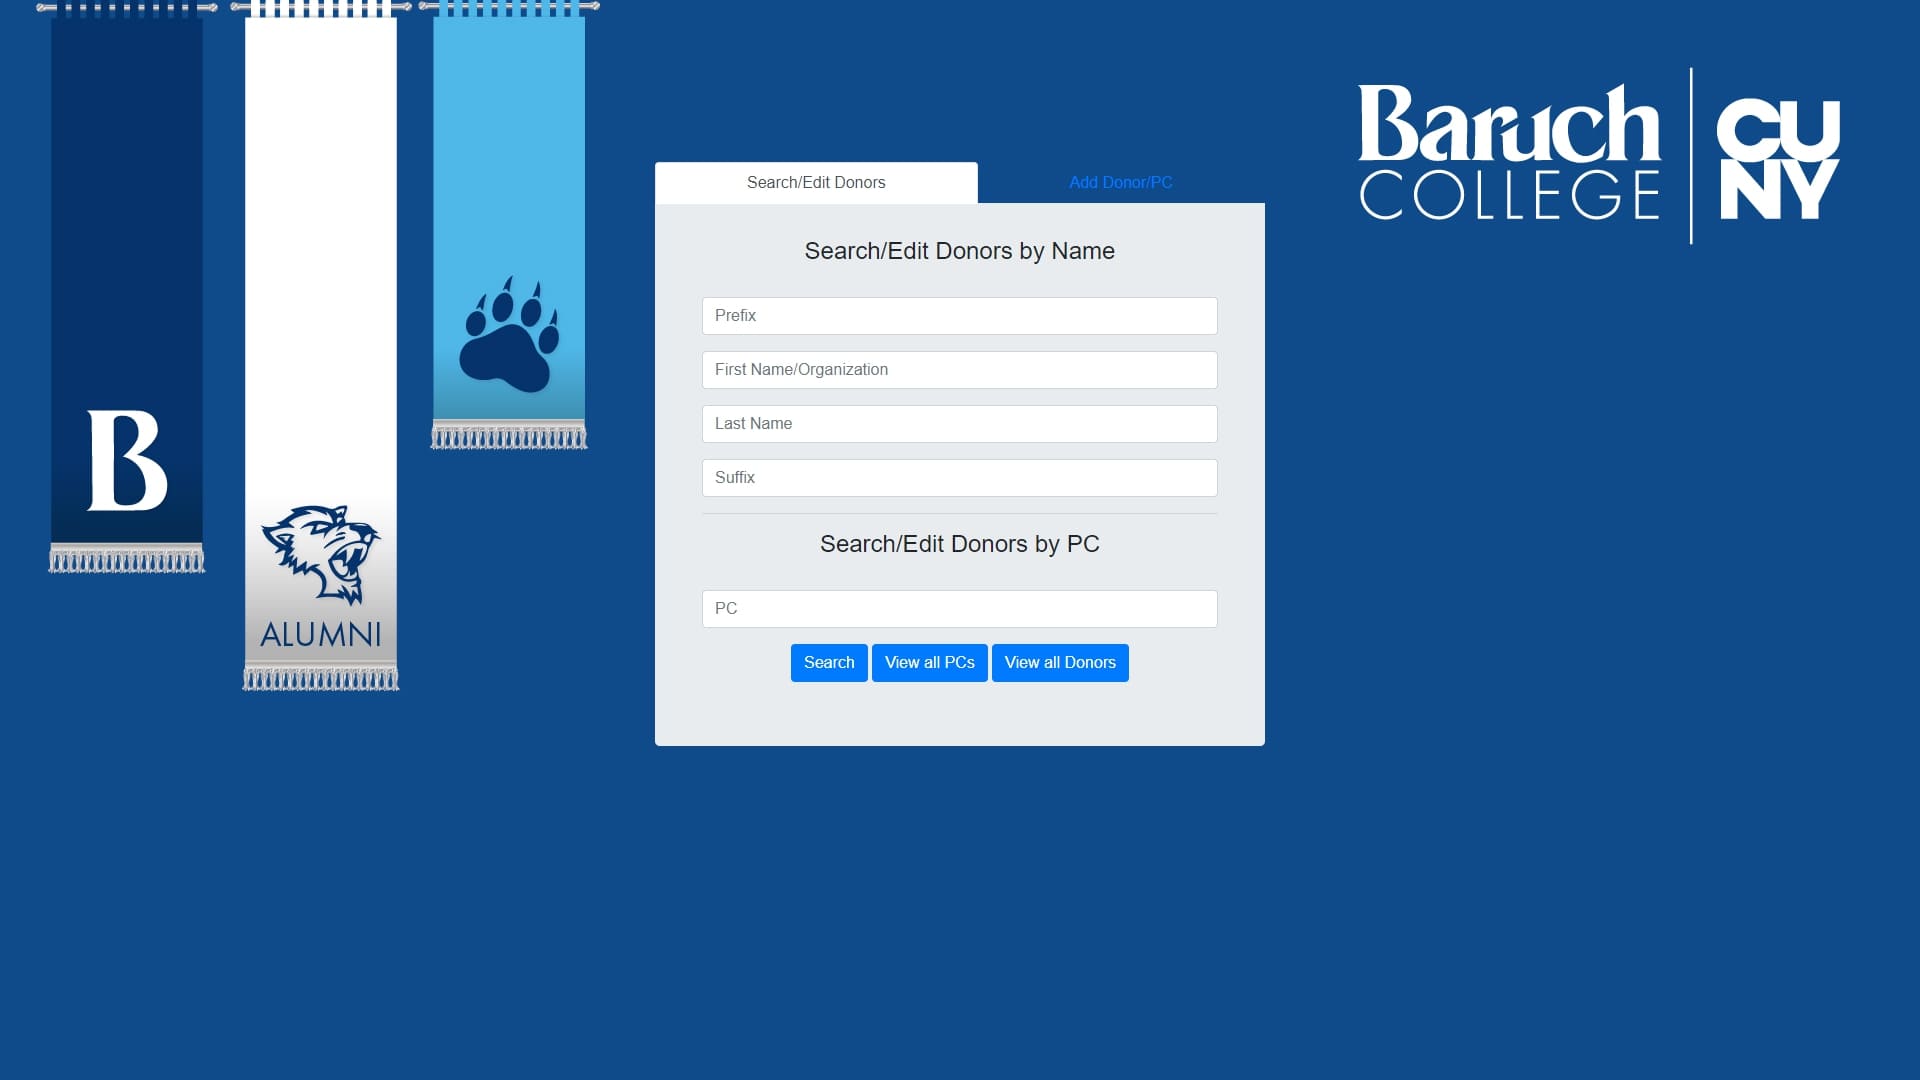 B
ALUMNI
Baruch
COLLEGE
CU
NY
Search/Edit Donors
Add Donor/PC
Search/Edit Donors by Name
Prefix
First Name/Organization
Last Name
Suffix
Search/Edit Donors by PC
PC
Search View all PCs View all Donors